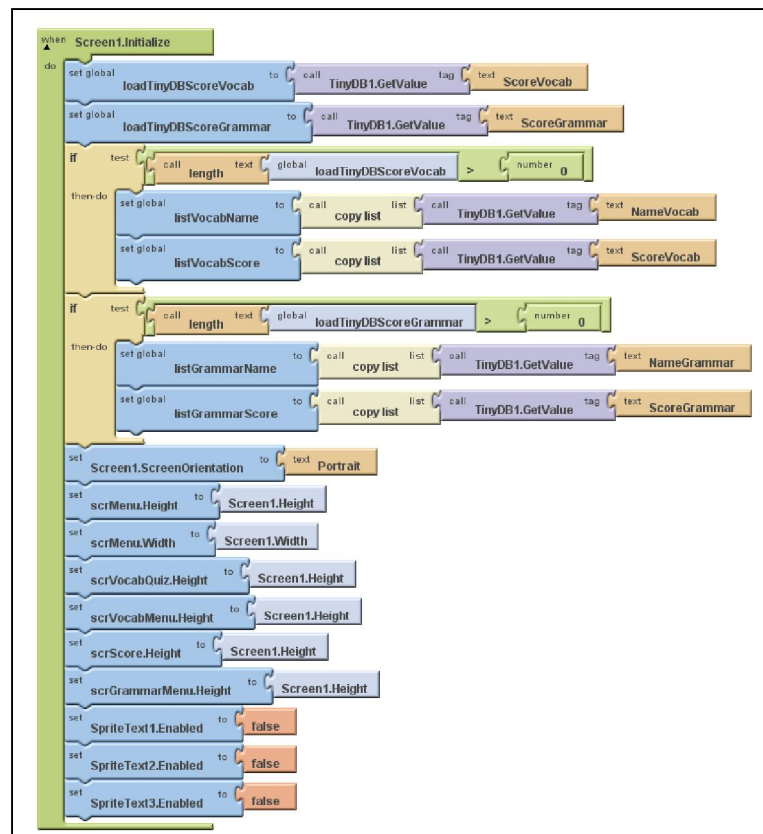 when Screen1.Initialize
do set global loadTinyDBScoreVocab to call TinyDB1.GetValue tag text ScoreVocab
set global loadTinyDBScoreGrammar to call TinyDB1.GetValue tag text ScoreGrammar
if test call length text global loadTinyDBScoreVocab > number 0
then-do set global listVocabName to call copy list list call TinyDB1.GetValue tag text NameVocab
set global listVocabScore to call copy list list call TinyDB1.GetValue tag text ScoreVocab
if test call length text global loadTinyDBScoreGrammar > number 0
then-do set global listGrammarName to call copy list list call TinyDB1.GetValue tag text NameGrammar
set global listGrammarScore to call copy list list call TinyDB1.GetValue tag text ScoreGrammar
set Screen1.ScreenOrientation to text Portrait
set scrMenu.Height to Screen1.Height
set scrMenu.Width to Screen1.Width
set scrVocabQuiz.Height to Screen1.Height
set scrVocabMenu.Height to Screen1.Height
set scrScore.Height to Screen1.Height
set scrGrammarMenu.Height to Screen1.Height
set SpriteText1.Enabled to false
set SpriteText2.Enabled to false
set SpriteText3.Enabled to false